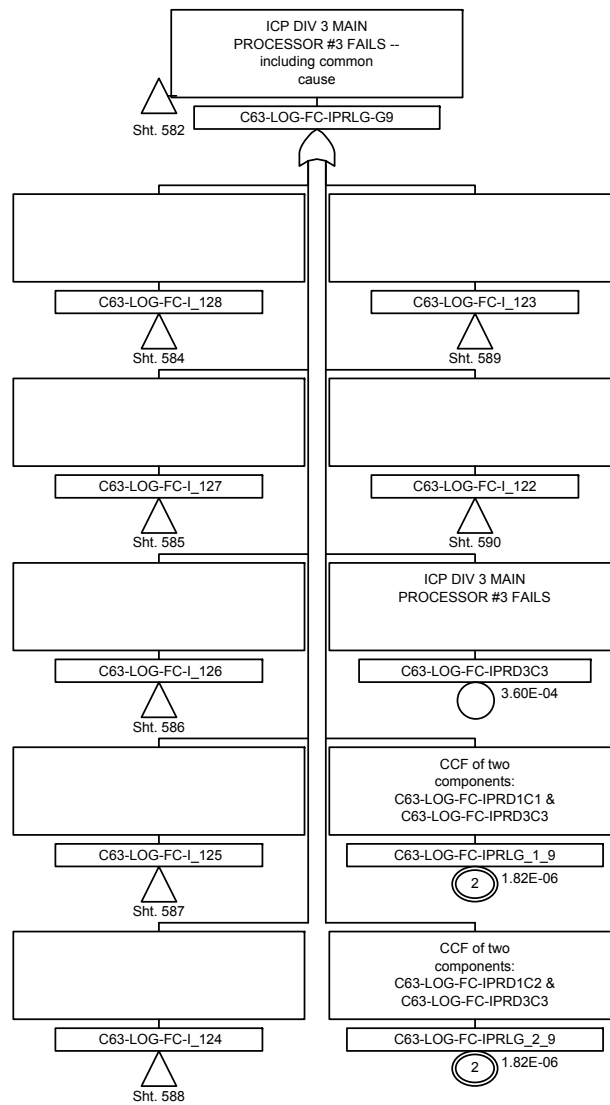 ICP DIV 3 MAIN
PROCESSOR #3 FAILS --
including common
cause
Sht. 582
C63-LOG-FC-IPRLG-G9
C63-LOG-FC-I_128
Sht. 584
C63-LOG-FC-I_123
Sht. 589
C63-LOG-FC-I_127
Sht. 585
C63-LOG-FC-I_122
Sht. 590
C63-LOG-FC-I_126
Sht. 586
ICP DIV 3 MAIN
PROCESSOR #3 FAILS
C63-LOG-FC-IPRD3C3
3.60E-04
C63-LOG-FC-I_125
Sht. 587
CCF of two
components:
C63-LOG-FC-IPRD1C1 &
C63-LOG-FC-IPRD3C3
C63-LOG-FC-IPRLG_1_9
2
1.82E-06
C63-LOG-FC-I_124
Sht. 588
CCF of two
components:
C63-LOG-FC-IPRD1C2 &
C63-LOG-FC-IPRD3C3
C63-LOG-FC-IPRLG_2_9
2
1.82E-06